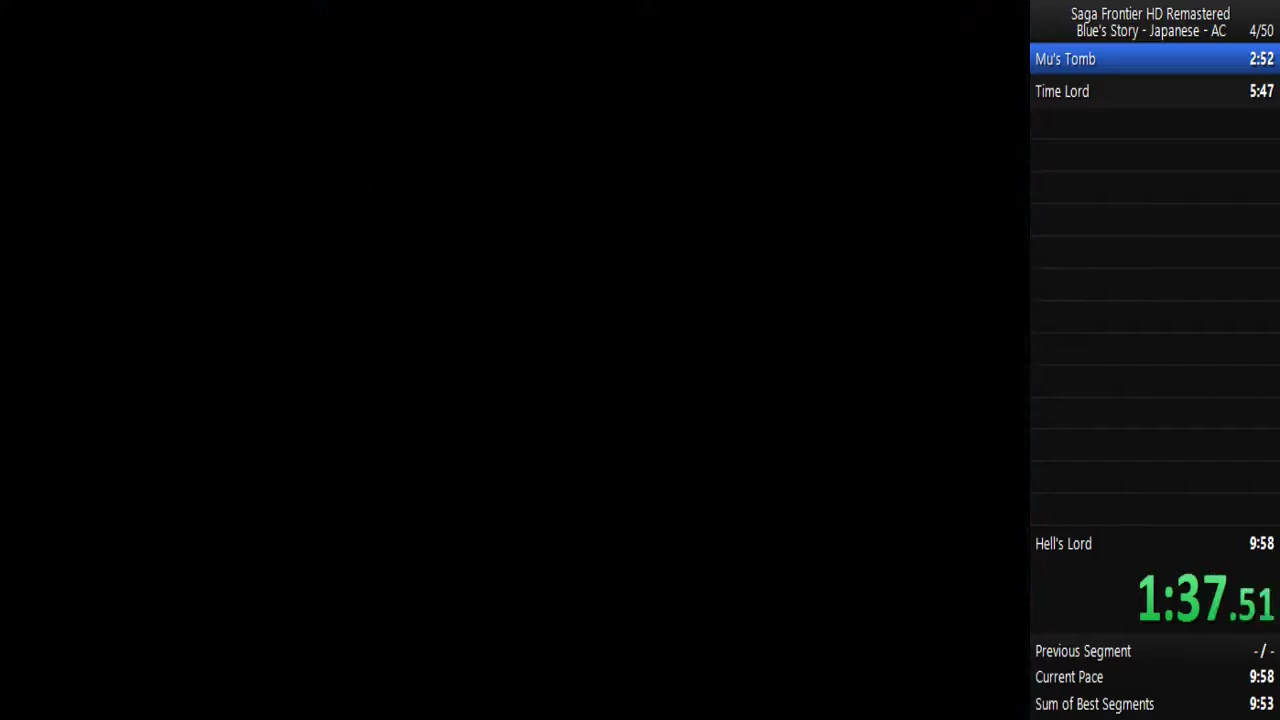 Saga Frontier HD Remastered
Blue's Story - Japanese - AC 4/50
Mu's Tomb 2:52
Time Lord 5:47
Hell's Lord 9:58
1:37.51
Previous Segment - / -
Current Pace 9:58
Sum of Best Segments 9:53